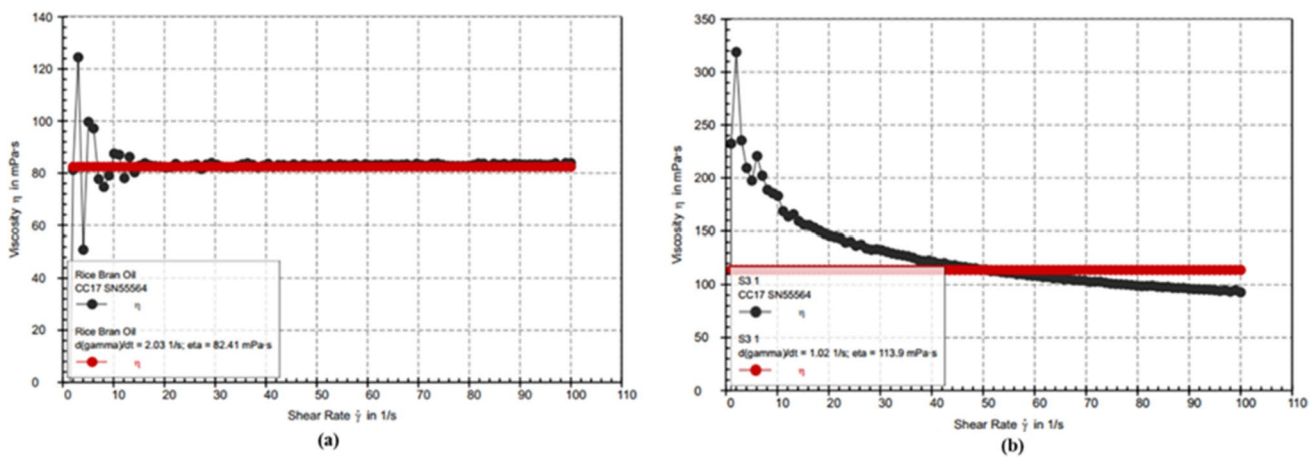 140
120
100
80
60
40
20
0
Viscosity η in mPa·s
Rice Bran Oil
CC17 SN55564
η
Rice Bran Oil
d(gamma)/dt = 2.03 1/s; eta = 82.41 mPa·s
η
0 10 20 30 40 50 60 70 80 90 100 110
Shear Rate γ̇ in 1/s
(a)
350
300
250
200
150
100
50
0
Viscosity η in mPa·s
S3 1
CC17 SN55564
η
S3 1
d(gamma)/dt = 1.02 1/s; eta = 113.9 mPa·s
η
0 10 20 30 40 50 60 70 80 90 100 110
Shear Rate γ̇ in 1/s
(b)